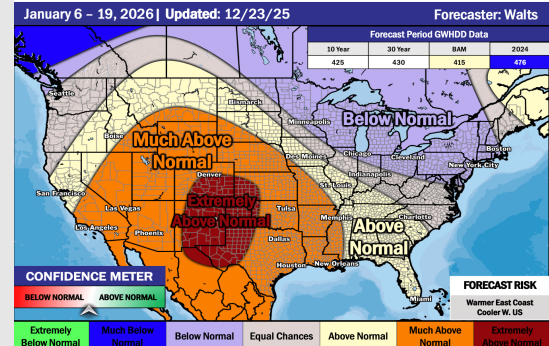 January 6 – 19, 2026| Updated: 12/23/25
Forecaster: Walts
Forecast Period GWHDD Data
10 Year 30 Year BAM 2024
425 430 415 476
Seattle
Bismarck
Minneapolis
Below Normal
Boise
Much Above
Normal
Boston
Des Moines
Chicago
Cleveland
New York City
Denver
Indianapolis
San Francisco
Extremely
Above Normal
St. Louis
Las Vegas
Tulsa
Memphis
Charlotte
Los Angeles
Phoenix
Above
Normal
Dallas
Houston
New Orleans
Miami
CONFIDENCE METER
BELOW NORMAL ABOVE NORMAL
FORECAST RISK
Warmer East Coast
Cooler W. US
Extremely
Below Normal
Much Below
Normal
Below Normal
Equal Chances
Above Normal
Much Above
Normal
Extremely
Above Normal